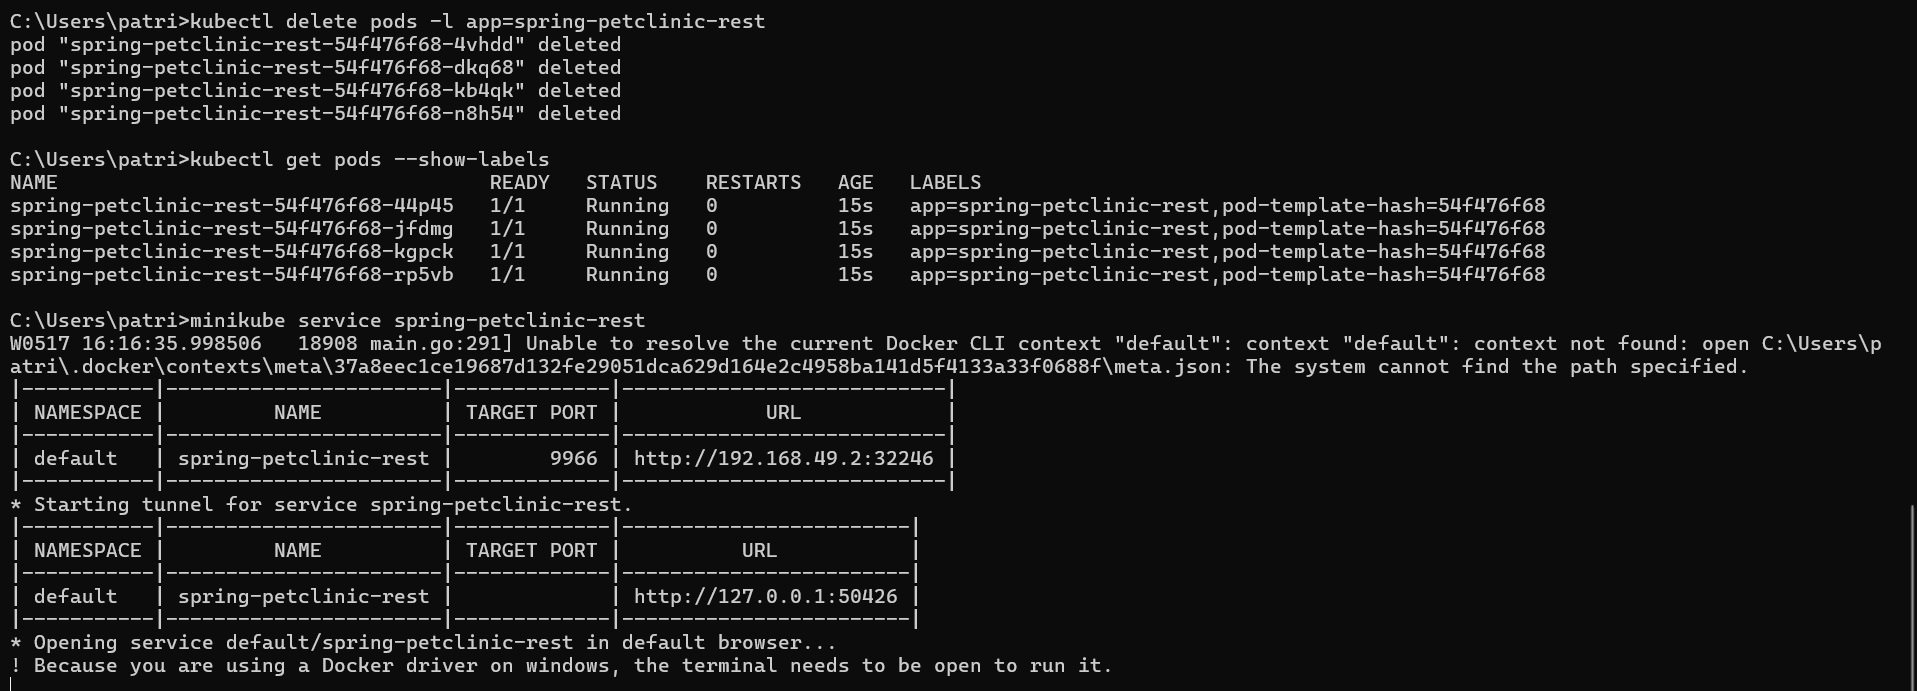 C:\Users\patri>kubectl delete pods -l app=spring-petclinic-rest
pod "spring-petclinic-rest-54f476f68-4vhdd" deleted
pod "spring-petclinic-rest-54f476f68-dkq68" deleted
pod "spring-petclinic-rest-54f476f68-kb4qk" deleted
pod "spring-petclinic-rest-54f476f68-n8h54" deleted

C:\Users\patri>kubectl get pods --show-labels
NAME                                    READY   STATUS    RESTARTS   AGE   LABELS
spring-petclinic-rest-54f476f68-44p45   1/1     Running   0          15s   app=spring-petclinic-rest,pod-template-hash=54f476f68
spring-petclinic-rest-54f476f68-jfdmg   1/1     Running   0          15s   app=spring-petclinic-rest,pod-template-hash=54f476f68
spring-petclinic-rest-54f476f68-kgpck   1/1     Running   0          15s   app=spring-petclinic-rest,pod-template-hash=54f476f68
spring-petclinic-rest-54f476f68-rp5vb   1/1     Running   0          15s   app=spring-petclinic-rest,pod-template-hash=54f476f68

C:\Users\patri>minikube service spring-petclinic-rest
W0517 16:16:35.998506   18908 main.go:291] Unable to resolve the current Docker CLI context "default": context "default": context not found: open C:\Users\p
atri\.docker\contexts\meta\37a8eec1ce19687d132fe29051dca629d164e2c4958ba141d5f4133a33f0688f\meta.json: The system cannot find the path specified.
|-----------|-----------------------|-------------|---------------------------|
| NAMESPACE |         NAME          | TARGET PORT |            URL            |
|-----------|-----------------------|-------------|---------------------------|
| default   | spring-petclinic-rest |        9966 | http://192.168.49.2:32246 |
|-----------|-----------------------|-------------|---------------------------|
* Starting tunnel for service spring-petclinic-rest.
|-----------|-----------------------|-------------|------------------------|
| NAMESPACE |         NAME          | TARGET PORT |          URL           |
|-----------|-----------------------|-------------|------------------------|
| default   | spring-petclinic-rest |             | http://127.0.0.1:50426 |
|-----------|-----------------------|-------------|------------------------|
* Opening service default/spring-petclinic-rest in default browser...
! Because you are using a Docker driver on windows, the terminal needs to be open to run it.